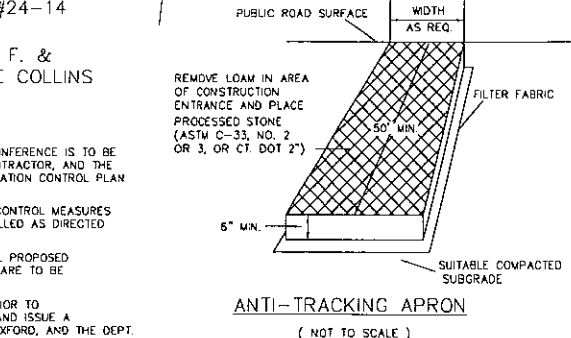 #24-14
F. &
E COLLINS
NFERENCE IS TO BE
TRACTOR, AND THE
ATION CONTROL PLAN
CONTROL MEASURES
LLED AS DIRECTED
L PROPOSED
ARE TO BE
IOR TO
AND ISSUE A
XFORD, AND THE DEPT.
PUBLIC ROAD SURFACE
WIDTH
AS REQ.
REMOVE LOAM IN AREA
OF CONSTRUCTION
ENTRANCE AND PLACE
PROCESSED STONE
(ASTM C-33, NO. 2
OR 3, OR CT. DOT 2")
50' MIN.
FILTER FABRIC
6" MIN.
SUITABLE COMPACTED
SUBGRADE
ANTI-TRACKING APRON
( NOT TO SCALE )